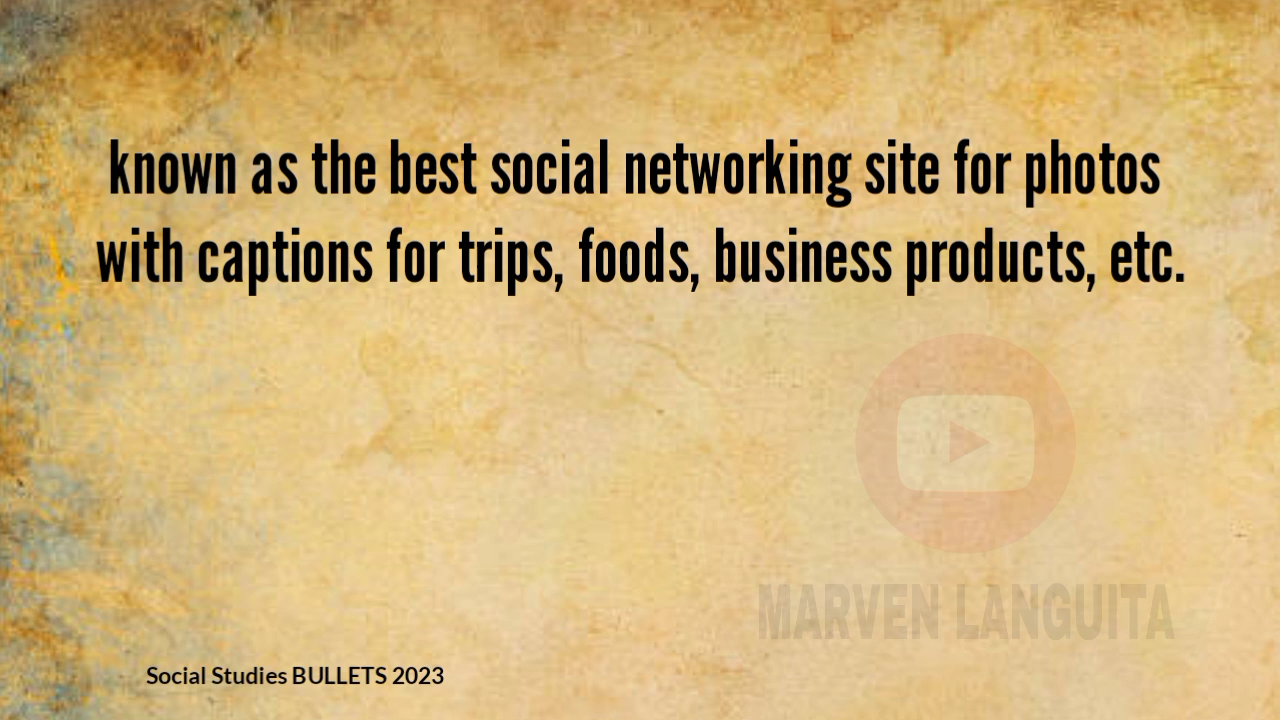 known as the best social networking site for photos
with captions for trips, foods, business products, etc.
MARVEN LANGUITA
Social Studies BULLETS 2023